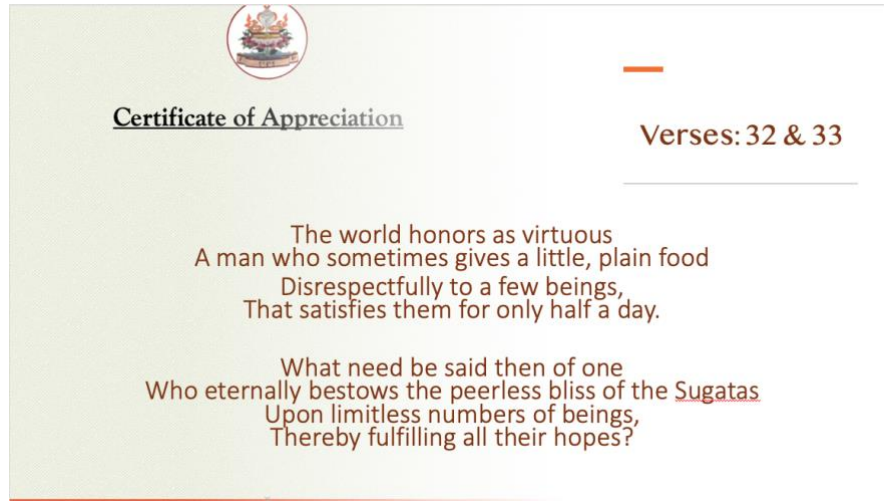 Certificate of Appreciation
Verses: 32 & 33
The world honors as virtuous
A man who sometimes gives a little, plain food
Disrespectfully to a few beings,
That satisfies them for only half a day.
What need be said then of one
Who eternally bestows the peerless bliss of the Sugatas
Upon limitless numbers of beings,
Thereby fulfilling all their hopes?